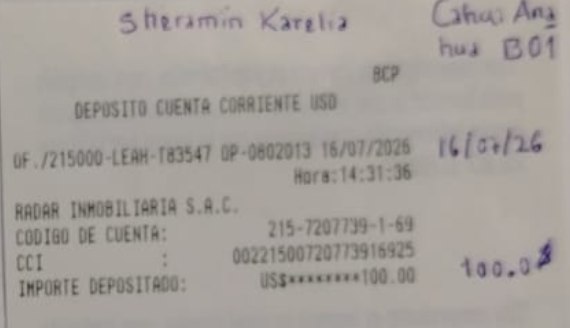 Sheramin Karelia
Cahui Ana
hua B01
BCP
DEPOSITO CUENTA CORRIENTE USD
OF./215000-LEAH-T83547 OP-0802013 16/07/2026
16/07/26
Hora:14:31:36
RADAR INMOBILIARIA S.A.C.
CODIGO DE CUENTA: 215-7207739-1-69
CCI : 00221500720773916925
IMPORTE DEPOSITADO: US$********100.00
100.0$